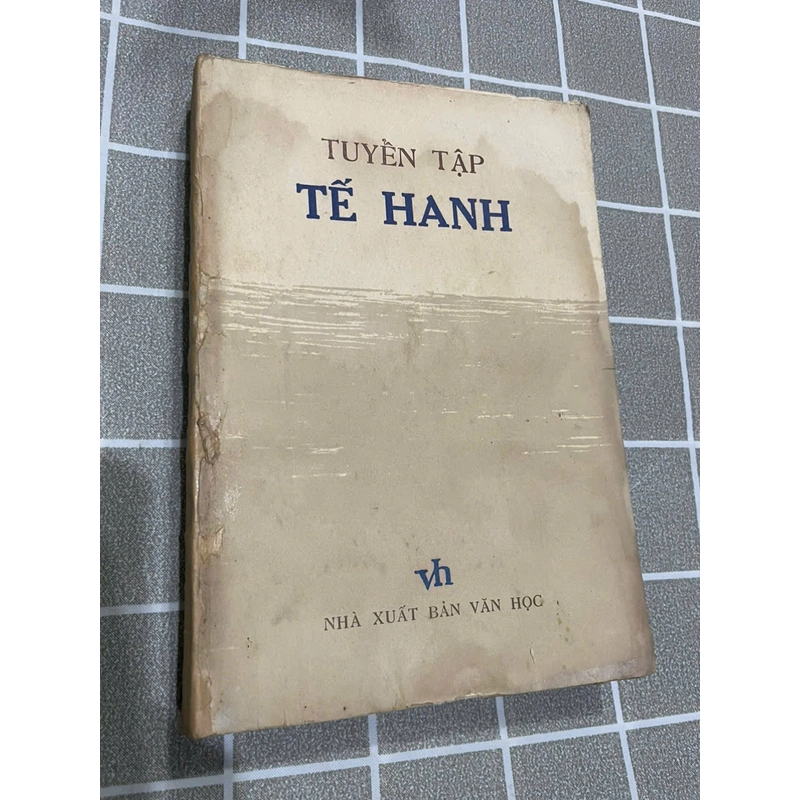 TUYỂN TẬP
TẾ HANH
vh
NHÀ XUẤT BẢN VĂN HỌC